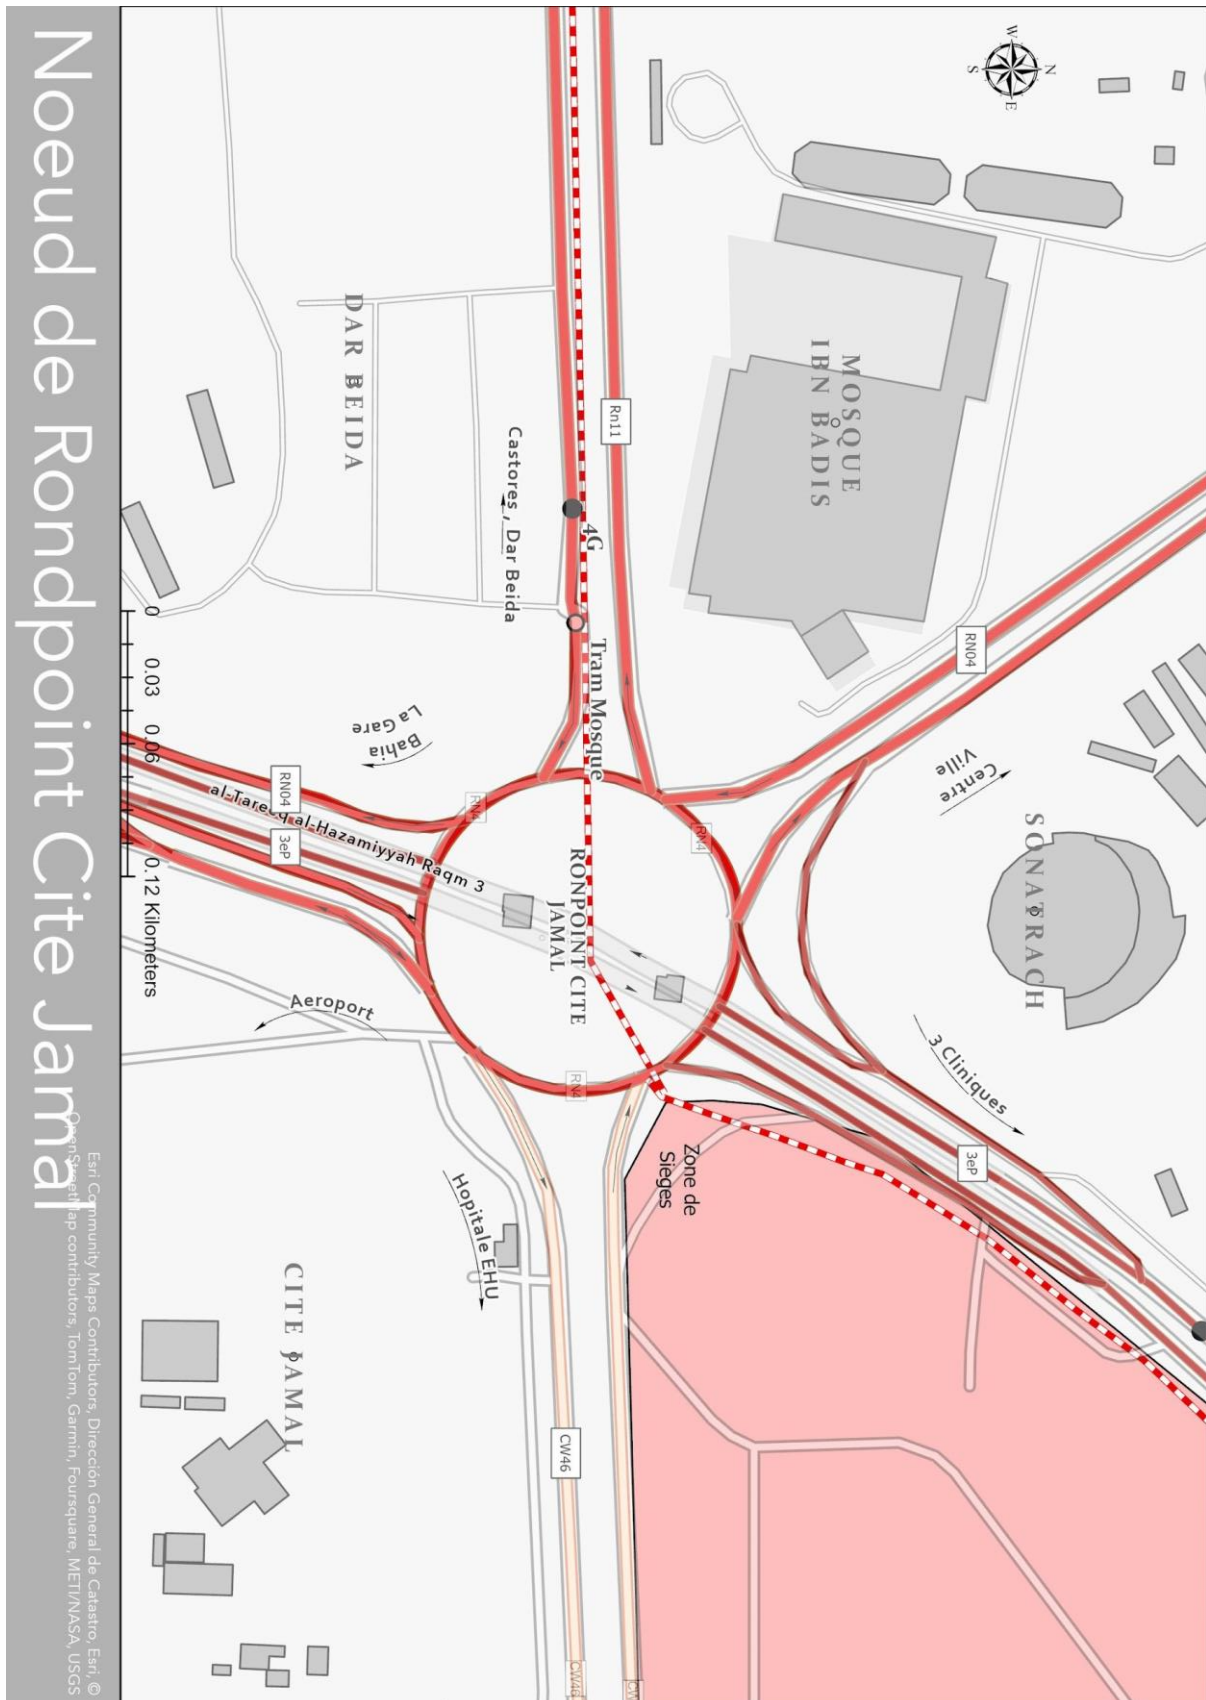 Noeud de Rondpoint Cite Jamal
Esri Community Maps Contributors, Dirección General de Catastro, Esri, ©
OpenStreetMap contributors, TomTom, Garmin, Foursquare, METI/NASA, USGS
N
E
S
W
MOSQUE
IBN BADIS
Rn11
DAR BEIDA
Castores , Dar Beida
4G
Tram Mosque
RN04
Centre
Ville
SONATRACH
Bahia
La Gare
RN4
RN4
RN04
al-Tareeq al-Hazamiyyah Raqm 3
3eP
RONPOINT CITE
JAMAL
RN4
Aeroport
3 Cliniques
3eP
Zone de
Sieges
Hopitale EHU
CITE JAMAL
CW46
CW46
CW
0
0.03
0.06
0.12 Kilometers